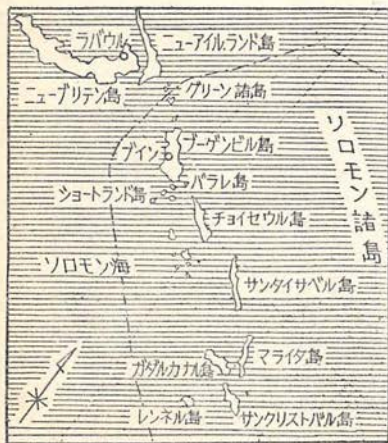 ラバウル
ニューアイルランド島
ニューブリテン島
グリーン諸島
ブイン
ブーゲンビル島
バラレ島
ショートランド島
チョイセウル島
ソロモン諸島
ソロモン海
サンタイサベル島
マライタ島
ガダルカナル島
レンネル島
サンクリストバル島